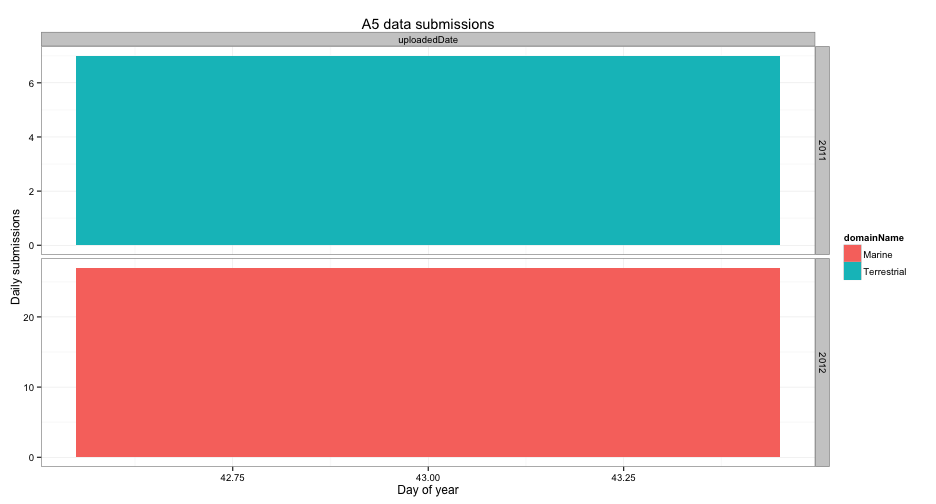 A5 data submissions
uploadedDate
6
4
2
0
2011
Daily submissions
20
10
0
2012
42.75 43.00 43.25
Day of year
domainName
Marine
Terrestrial